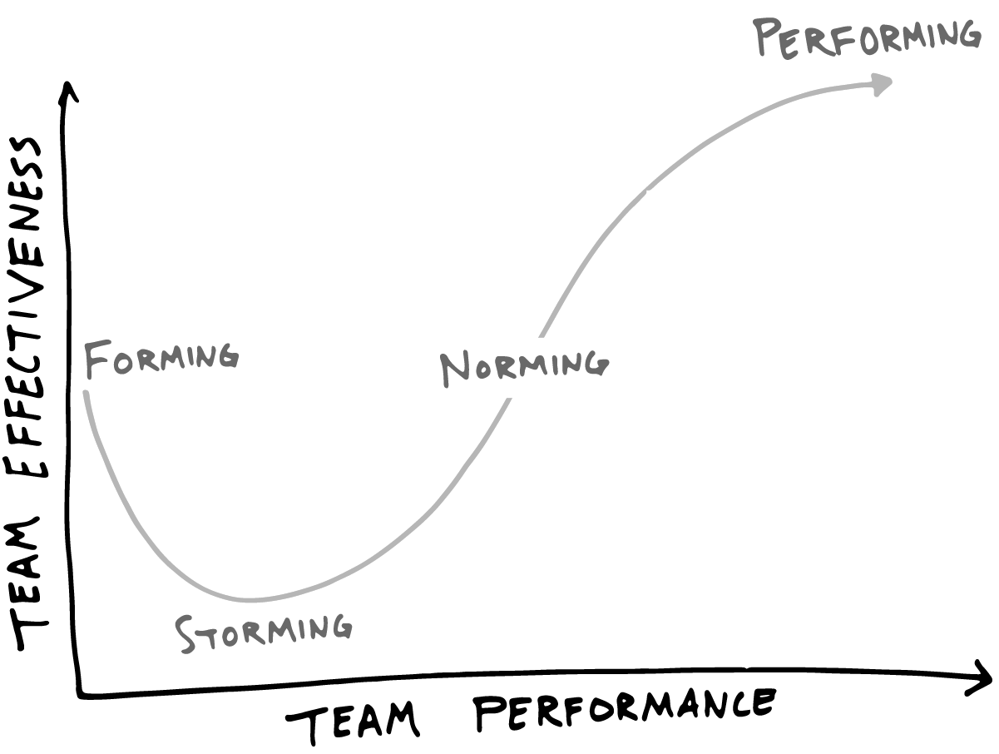 PERFORMING
TEAM EFFECTIVENESS
FORMING
NORMING
STORMING
TEAM PERFORMANCE